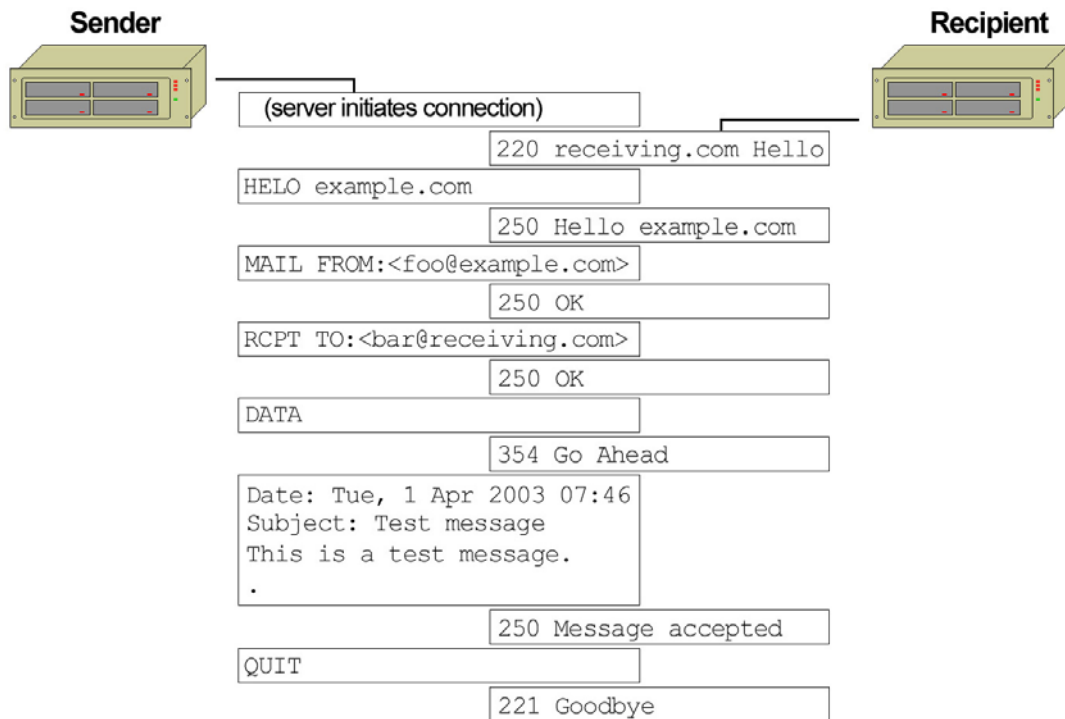 Sender
Recipient
(server initiates connection)
220 receiving.com Hello
HELO example.com
250 Hello example.com
MAIL FROM:<foo@example.com>
250 OK
RCPT TO:<bar@receiving.com>
250 OK
DATA
354 Go Ahead
Date: Tue, 1 Apr 2003 07:46
Subject: Test message
This is a test message.
.
250 Message accepted
QUIT
221 Goodbye